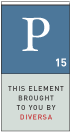 P
15
THIS ELEMENT
BROUGHT
TO YOU BY
DIVERSA